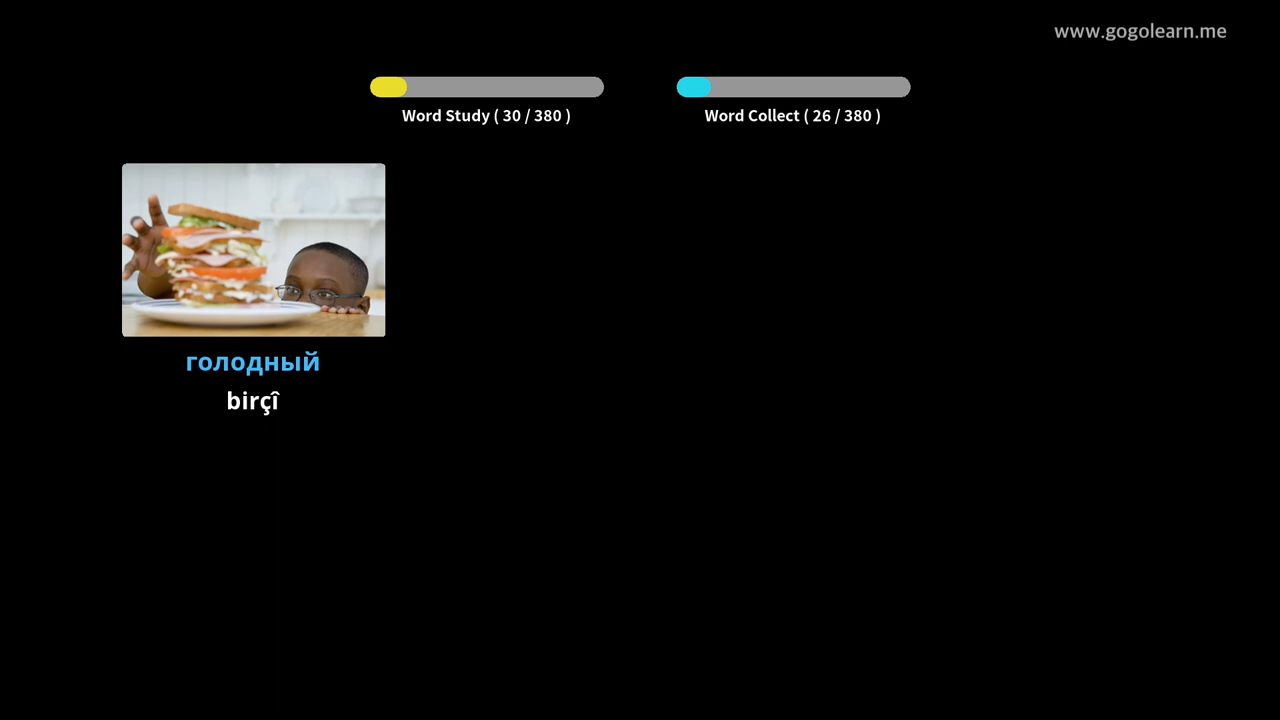 www.gogolearn.me
Word Study ( 30 / 380 )
Word Collect ( 26 / 380 )
голодный
birçî